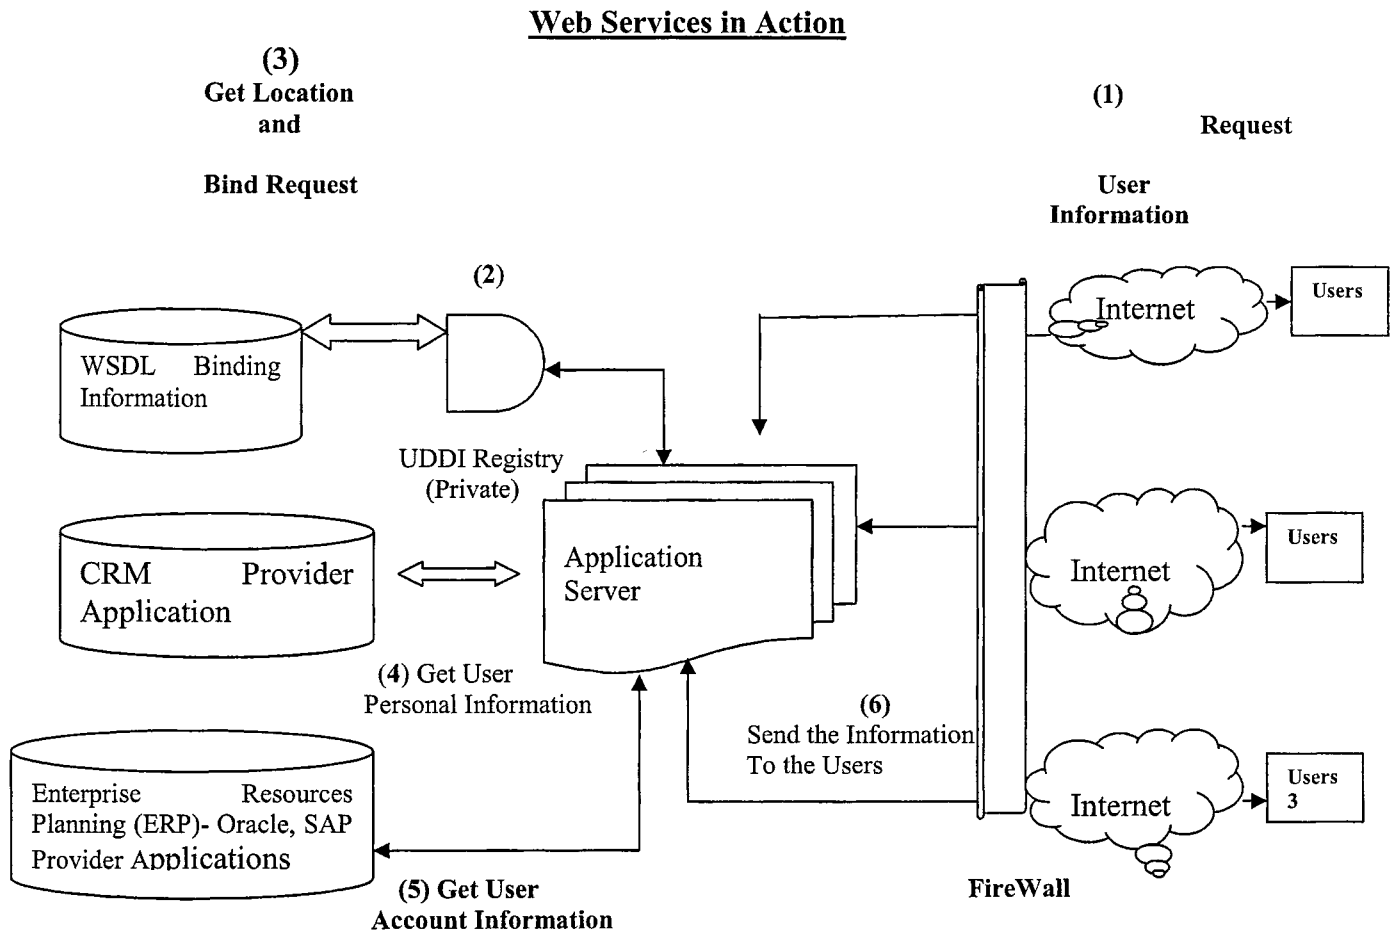 Web Services in Action
(3)
Get Location
and
Bind Request
(1)
Request
User
Information
(2)
WSDL Binding
Information
UDDI Registry
(Private)
Internet
Users
CRM Provider
Application
Application
Server
Internet
Users
(4) Get User
Personal Information
(6)
Send the Information
To the Users
Enterprise Resources
Planning (ERP)- Oracle, SAP
Provider Applications
Internet
Users
3
(5) Get User
Account Information
FireWall